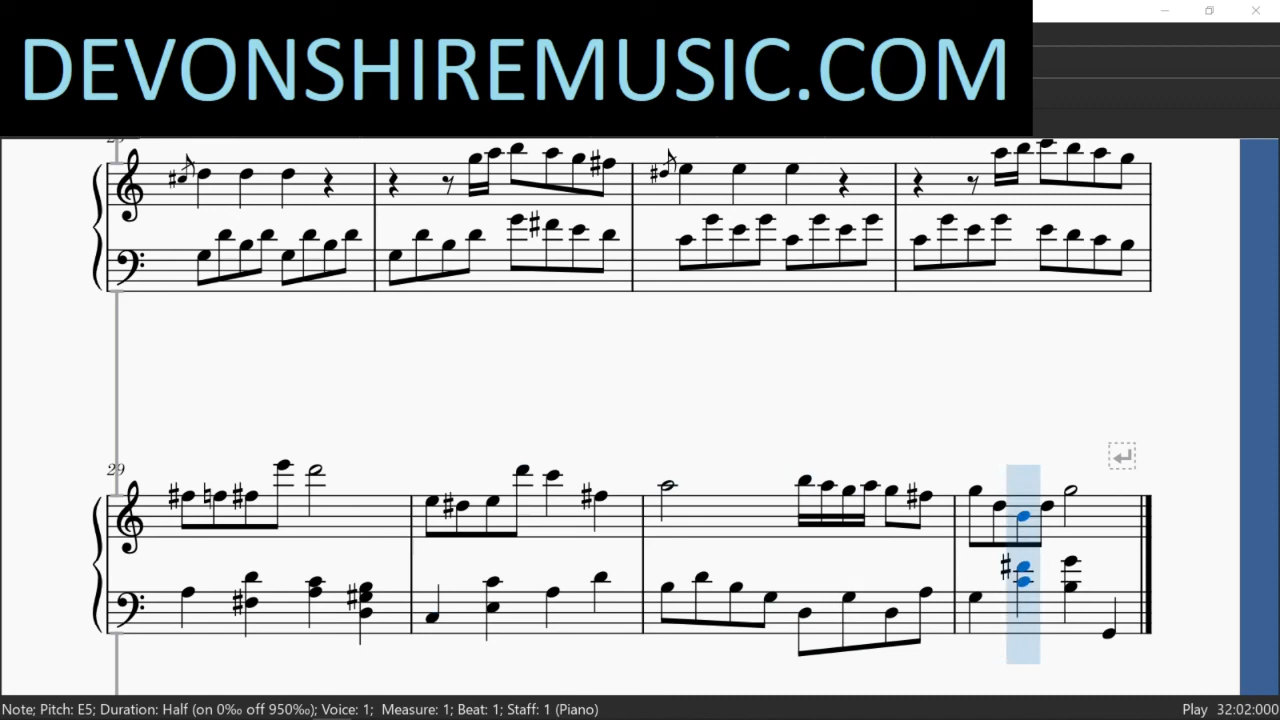 DEVONSHIREMUSIC.COM
29
Note; Pitch: E5; Duration: Half (on 0‰ off 950‰); Voice: 1; Measure: 1; Beat: 1; Staff: 1 (Piano)
Play 32:02:000